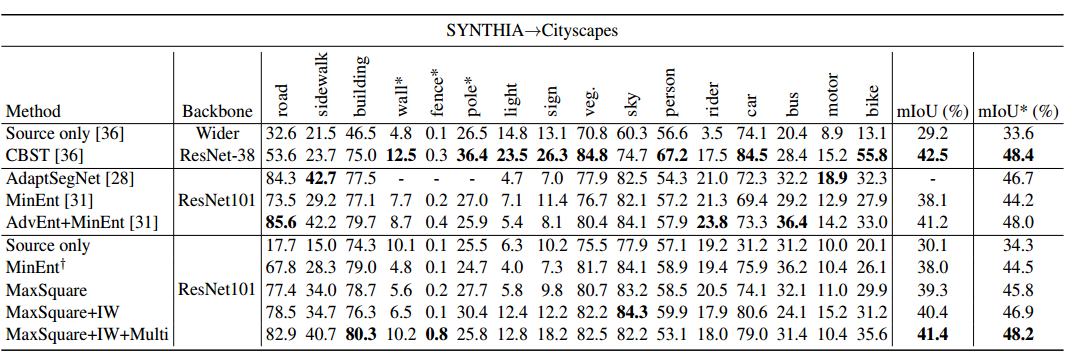 SYNTHIA→Cityscapes
Method Backbone road sidewalk building wall* fence* pole* light sign veg. sky person rider car bus motor bike mIoU (%) mIoU* (%)
Source only [36] Wider 32.6 21.5 46.5 4.8 0.1 26.5 14.8 13.1 70.8 60.3 56.6 3.5 74.1 20.4 8.9 13.1 29.2 33.6
CBST [36] ResNet-38 53.6 23.7 75.0 12.5 0.3 36.4 23.5 26.3 84.8 74.7 67.2 17.5 84.5 28.4 15.2 55.8 42.5 48.4
AdaptSegNet [28] 84.3 42.7 77.5 - - - 4.7 7.0 77.9 82.5 54.3 21.0 72.3 32.2 18.9 32.3 - 46.7
MinEnt [31] ResNet101 73.5 29.2 77.1 7.7 0.2 27.0 7.1 11.4 76.7 82.1 57.2 21.3 69.4 29.2 12.9 27.9 38.1 44.2
AdvEnt+MinEnt [31] 85.6 42.2 79.7 8.7 0.4 25.9 5.4 8.1 80.4 84.1 57.9 23.8 73.3 36.4 14.2 33.0 41.2 48.0
Source only 17.7 15.0 74.3 10.1 0.1 25.5 6.3 10.2 75.5 77.9 57.1 19.2 31.2 31.2 10.0 20.1 30.1 34.3
MinEnt† 67.8 28.3 79.0 4.8 0.1 24.7 4.0 7.3 81.7 84.1 58.9 19.4 75.9 36.2 10.4 26.1 38.0 44.5
MaxSquare ResNet101 77.4 34.0 78.7 5.6 0.2 27.7 5.8 9.8 80.7 83.2 58.5 20.5 74.1 32.1 11.0 29.9 39.3 45.8
MaxSquare+IW 78.5 34.7 76.3 6.5 0.1 30.4 12.4 12.2 82.2 84.3 59.9 17.9 80.6 24.1 15.2 31.2 40.4 46.9
MaxSquare+IW+Multi 82.9 40.7 80.3 10.2 0.8 25.8 12.8 18.2 82.5 82.2 53.1 18.0 79.0 31.4 10.4 35.6 41.4 48.2